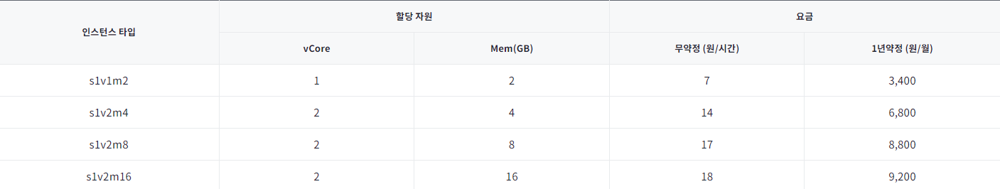 인스턴스 타입 할당 자원 요금
vCore Mem(GB) 무약정 (원/시간) 1년약정 (원/월)
s1v1m2 1 2 7 3,400
s1v2m4 2 4 14 6,800
s1v2m8 2 8 17 8,800
s1v2m16 2 16 18 9,200